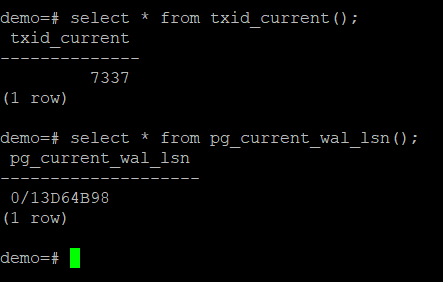 demo=# select * from txid_current();
 txid_current
--------------
         7337
(1 row)

demo=# select * from pg_current_wal_lsn();
 pg_current_wal_lsn
--------------------
 0/13D64B98
(1 row)

demo=#